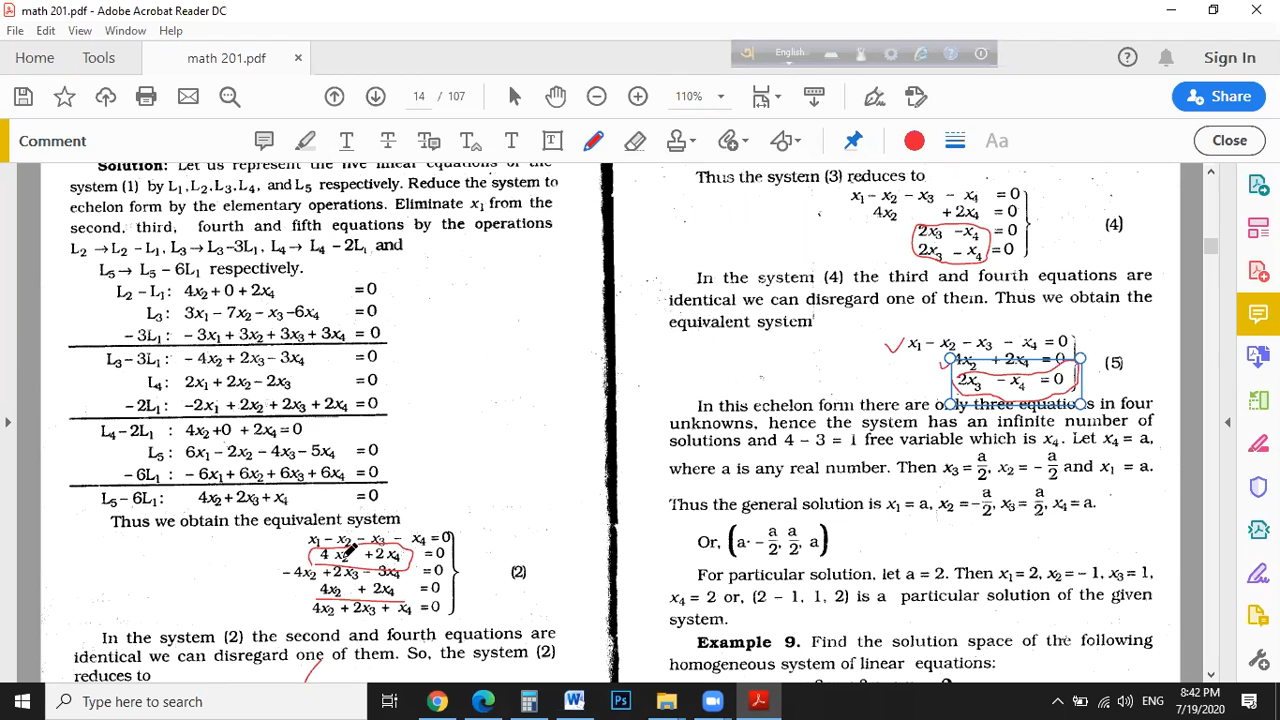 math 201.pdf - Adobe Acrobat Reader DC
File Edit View Window Help
Home Tools math 201.pdf × English Sign In
14 / 107 110% Share
Comment Aa Close
Solution: Let us represent the five linear equations of the
system (1) by L₁, L₂, L₃, L₄, and L₅ respectively. Reduce the system to
echelon form by the elementary operations. Eliminate x₁ from the
second, third, fourth and fifth equations by the operations
L₂ → L₂ – L₁, L₃ → L₃ -3L₁, L₄ → L₄ – 2L₁ and
L₅ → L₅ – 6L₁ respectively.
L₂ – L₁: 4x₂ + 0 + 2x₄ = 0
L₃: 3x₁ – 7x₂ – x₃ -6x₄ = 0
– 3L₁: – 3x₁ + 3x₂ + 3x₃ + 3x₄ = 0
L₃ – 3L₁: – 4x₂ + 2x₃ – 3x₄ = 0
L₄: 2x₁ + 2x₂ – 2x₃ = 0
– 2L₁: -2x₁ + 2x₂ + 2x₃ + 2x₄ = 0
L₄ – 2L₁ : 4x₂ +0 + 2x₄ = 0
L₅ : 6x₁ – 2x₂ – 4x₃ – 5x₄ = 0
– 6L₁ : – 6x₁ + 6x₂ + 6x₃ + 6x₄ = 0
L₅ – 6L₁: 4x₂ + 2x₃ + x₄ = 0
Thus we obtain the equivalent system
x₁ – x₂ – x₃ – x₄ = 0
4 x₂ + 2 x₄ = 0
– 4x₂ + 2x₃ – 3x₄ = 0 (2)
4x₂ + 2x₄ = 0
4x₂ + 2x₃ + x₄ = 0
In the system (2) the second and fourth equations are
identical we can disregard one of them. So, the system (2)
reduces to
Thus the system (3) reduces to
x₁ – x₂ – x₃ – x₄ = 0
4x₂ + 2x₄ = 0 (4)
2x₃ – x₄ = 0
2x₃ – x₄ = 0
In the system (4) the third and fourth equations are
identical we can disregard one of them. Thus we obtain the
equivalent system
x₁ – x₂ – x₃ – x₄ = 0
4x₂ + 2x₄ = 0 (5)
2x₃ – x₄ = 0
In this echelon form there are only three equations in four
unknowns, hence the system has an infinite number of
solutions and 4 – 3 = 1 free variable which is x₄. Let x₄ = a,
where a is any real number. Then x₃ = a/2, x₂ = – a/2 and x₁ = a.
Thus the general solution is x₁ = a, x₂ = – a/2, x₃ = a/2, x₄ = a.
Or, (a· – a/2, a/2, a)
For particular solution, let a = 2. Then x₁ = 2, x₂ = – 1, x₃ = 1,
x₄ = 2 or, (2 – 1, 1, 2) is a particular solution of the given
system.
Example 9. Find the solution space of the following
homogeneous system of linear equations:
Type here to search ENG 8:42 PM
7/19/2020